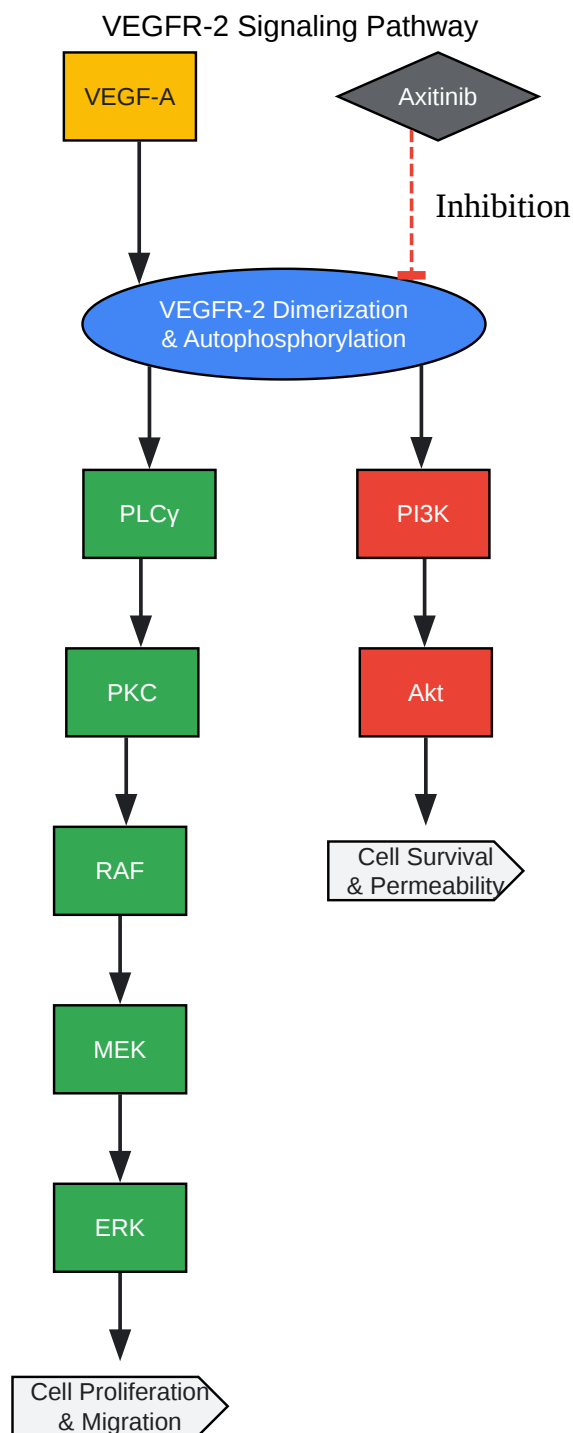 VEGFR-2 Signaling Pathway
VEGF-A
Axitinib
Inhibition
VEGFR-2 Dimerization
& Autophosphorylation
PLCγ
PI3K
PKC
Akt
RAF
Cell Survival
& Permeability
MEK
ERK
Cell Proliferation
& Migration